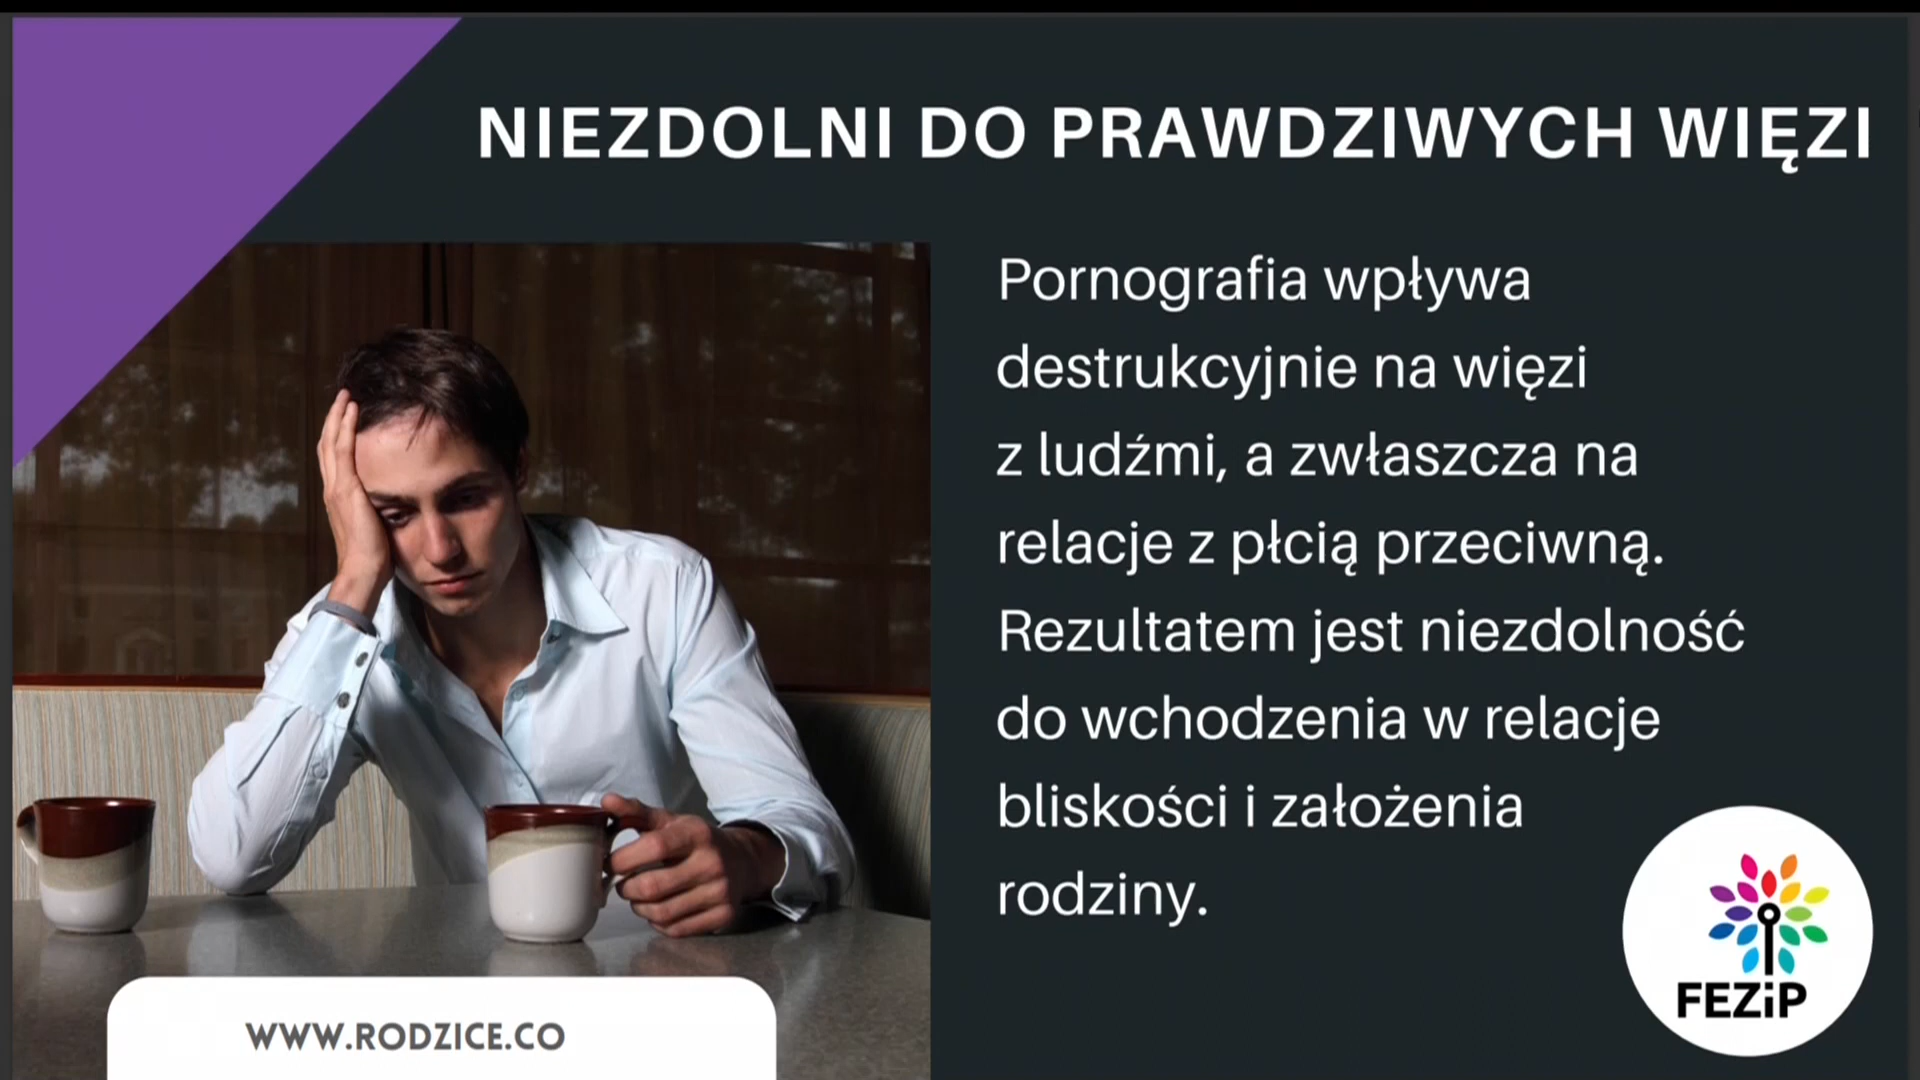 NIEZDOLNI DO PRAWDZIWYCH WIĘZI
Pornografia wpływa
destrukcyjnie na więzi
z ludźmi, a zwłaszcza na
relacje z płcią przeciwną.
Rezultatem jest niezdolność
do wchodzenia w relacje
bliskości i założenia
rodziny.
FEZiP
WWW.RODZICE.CO